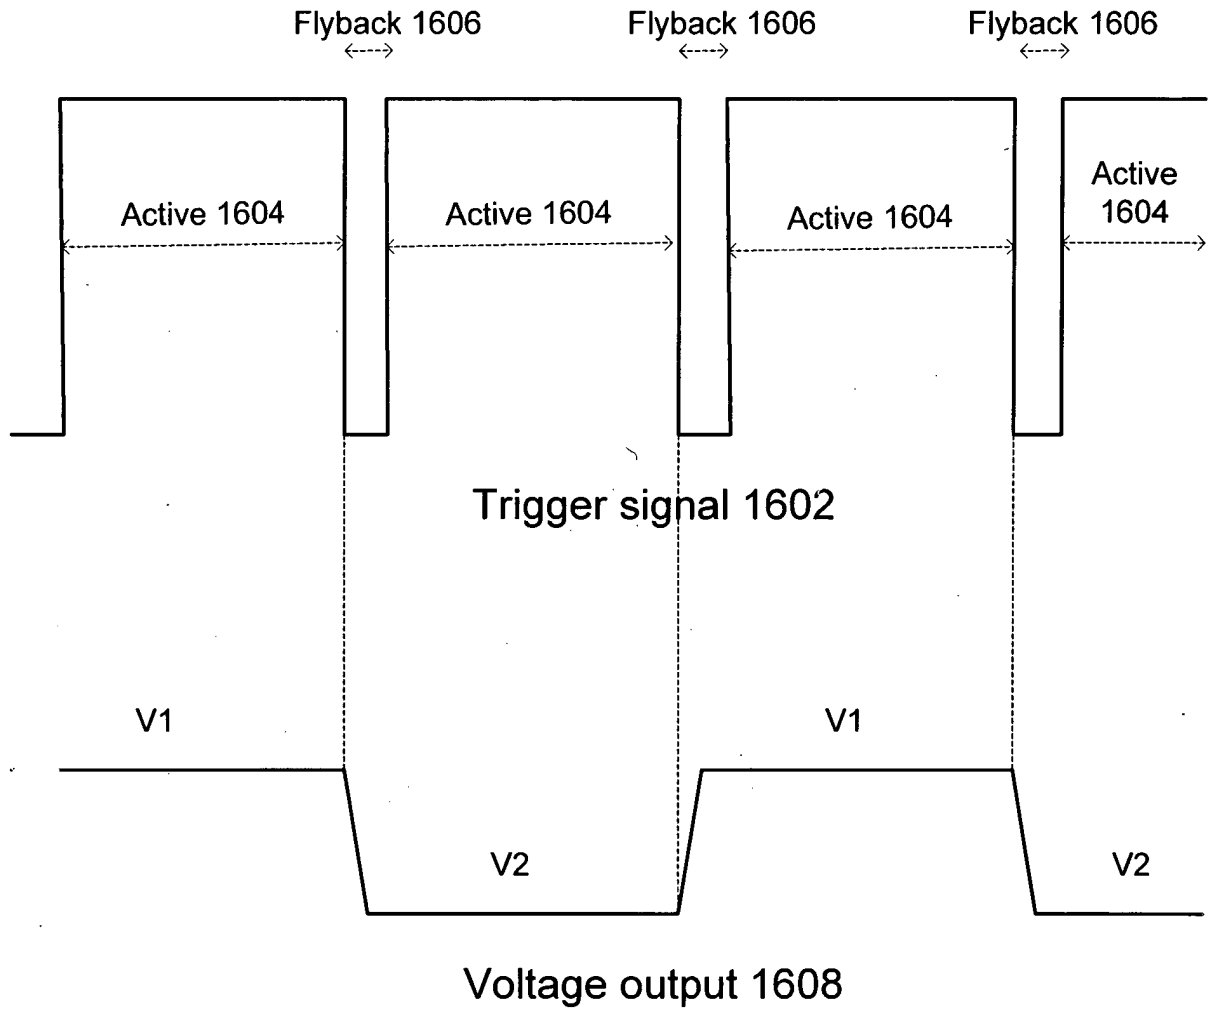 Flyback 1606
Flyback 1606
Flyback 1606
Active 1604
Active 1604
Active 1604
Active
1604
Trigger signal 1602
V1
V1
V2
V2
Voltage output 1608